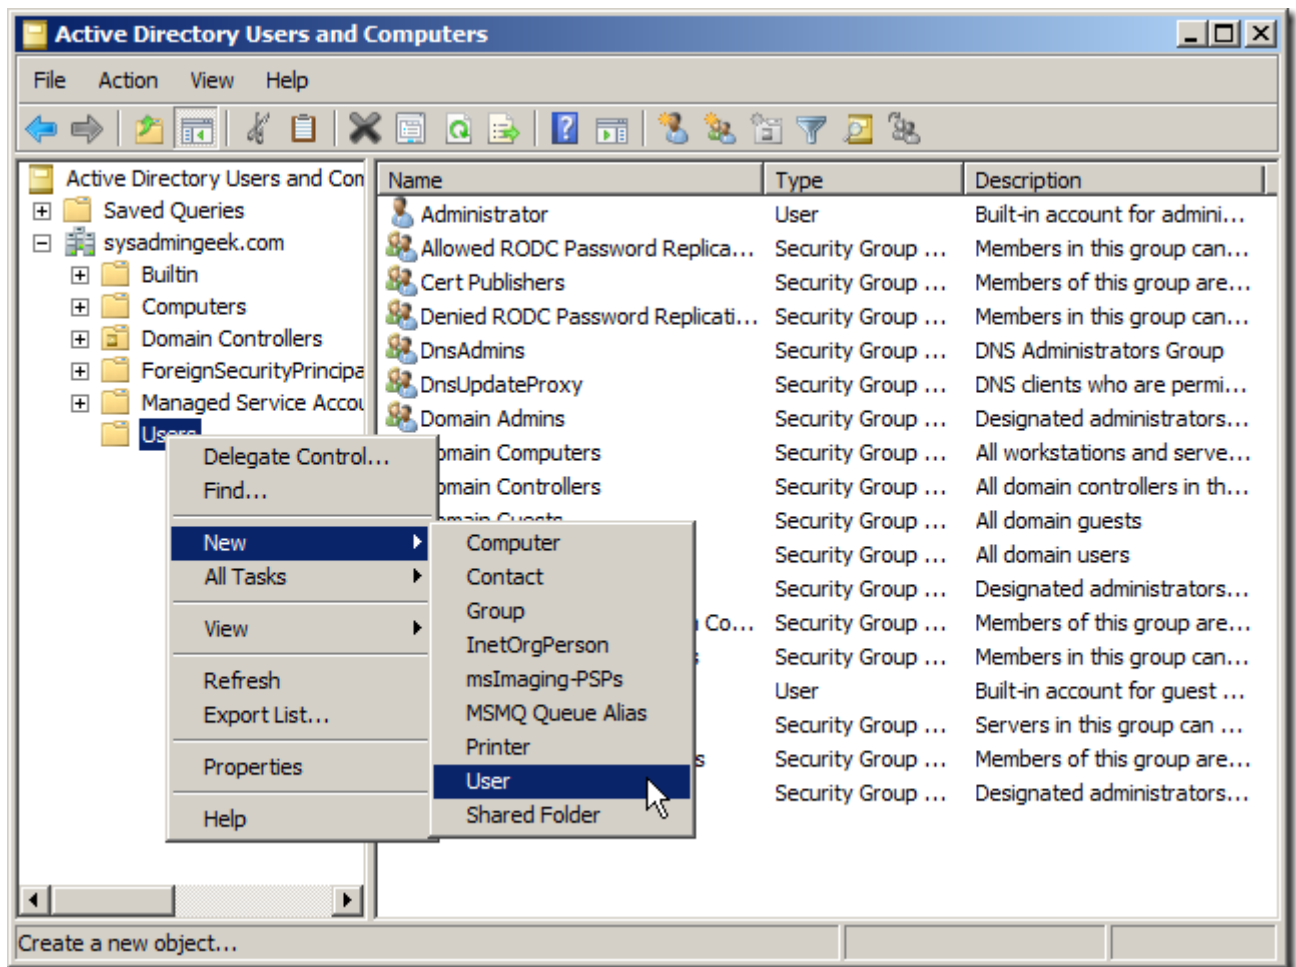 Active Directory Users and Computers
File Action View Help
Active Directory Users and Con
Saved Queries
sysadmingeek.com
Builtin
Computers
Domain Controllers
ForeignSecurityPrincipa
Managed Service Accou
Users
Name Type Description
Administrator User Built-in account for admini...
Allowed RODC Password Replica... Security Group ... Members in this group can...
Cert Publishers Security Group ... Members of this group are...
Denied RODC Password Replicati... Security Group ... Members in this group can...
DnsAdmins Security Group ... DNS Administrators Group
DnsUpdateProxy Security Group ... DNS clients who are permi...
Domain Admins Security Group ... Designated administrators...
omain Computers Security Group ... All workstations and serve...
omain Controllers Security Group ... All domain controllers in th...
omain Guests Security Group ... All domain guests
Security Group ... All domain users
Security Group ... Designated administrators...
Co... Security Group ... Members of this group are...
Security Group ... Members in this group can...
User Built-in account for guest ...
Security Group ... Servers in this group can ...
s Security Group ... Members of this group are...
Security Group ... Designated administrators...
Delegate Control...
Find...
New
All Tasks
View
Refresh
Export List...
Properties
Help
Computer
Contact
Group
InetOrgPerson
msImaging-PSPs
MSMQ Queue Alias
Printer
User
Shared Folder
Create a new object...